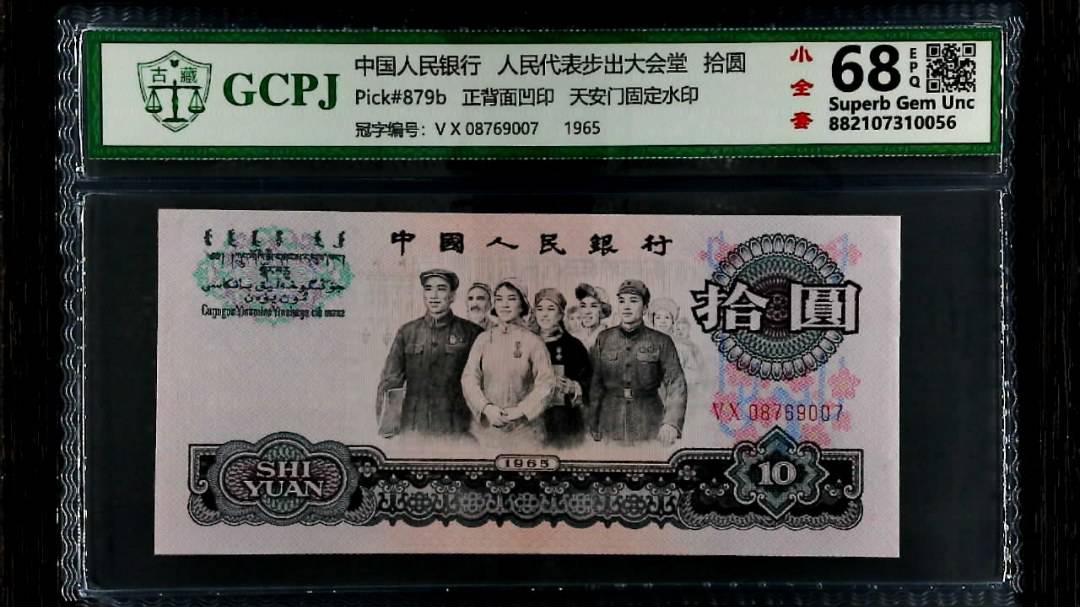 古藏
GCPJ
中国人民银行 人民代表步出大会堂 拾圆
Pick#879b 正背面凹印 天安门固定水印
冠字编号：V X 08769007 1965
小全套
68 EPQ
Superb Gem Unc
882107310056
中國人民銀行
拾圓
VX 08769007
1965
SHI
YUAN
10